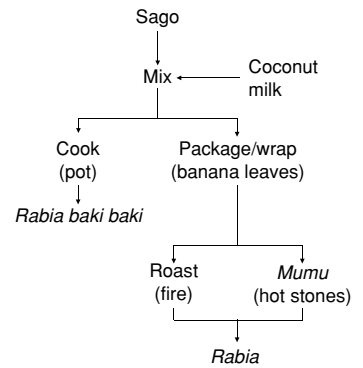 Sago
Mix
Coconut
milk
Cook
(pot)
Package/wrap
(banana leaves)
Rabia baki baki
Roast
(fire)
Mumu
(hot stones)
Rabia